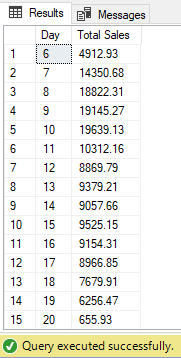 Results Messages
Day Total Sales
1 6 4912.93
2 7 14350.68
3 8 18822.31
4 9 19145.27
5 10 19639.13
6 11 10312.16
7 12 8869.79
8 13 9379.21
9 14 9057.66
10 15 9525.15
11 16 9154.31
12 17 8966.85
13 18 7679.91
14 19 6256.47
15 20 655.93
Query executed successfully.